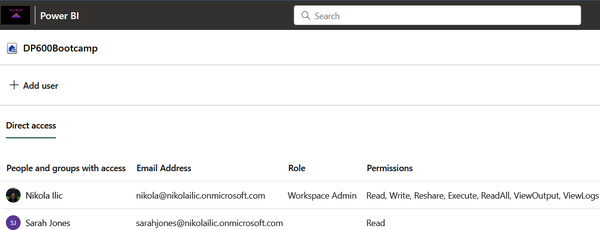 Power BI
Search
DP600Bootcamp
Add user
Direct access
People and groups with access Email Address Role Permissions
Nikola Ilic nikola@nikolailic.onmicrosoft.com Workspace Admin Read, Write, Reshare, Execute, ReadAll, ViewOutput, ViewLogs
SJ Sarah Jones sarahjones@nikolailic.onmicrosoft.com Read